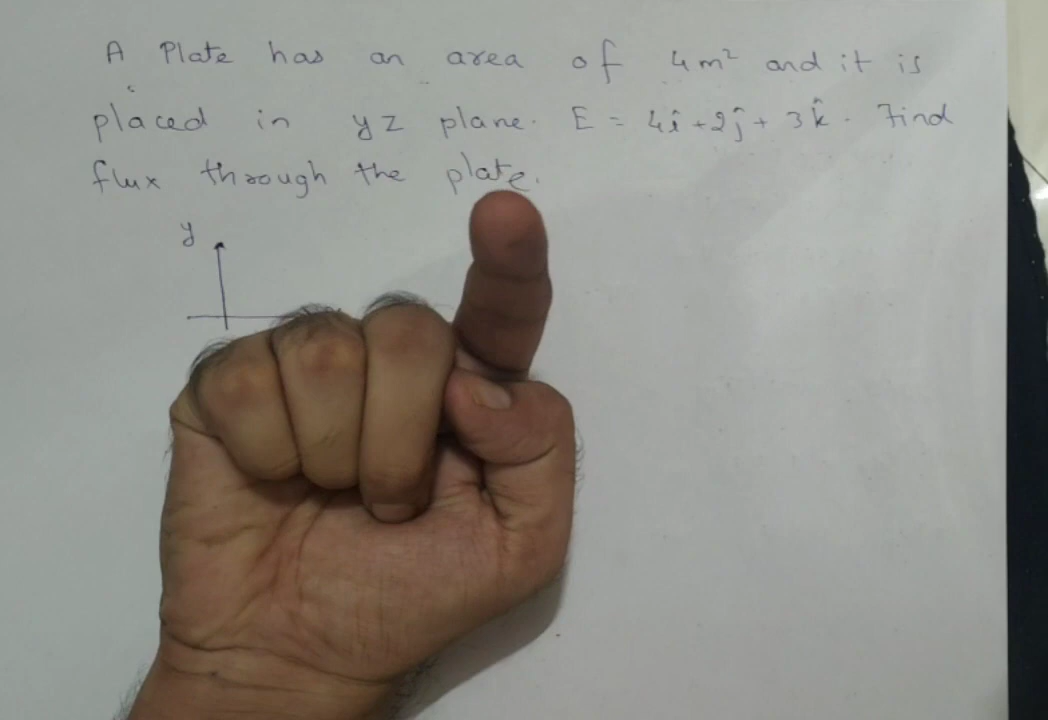 A Plate has an area of 4m² and it is
placed in yz plane. E = 4î+2ĵ+3k̂. Find
flux through the plate.
y